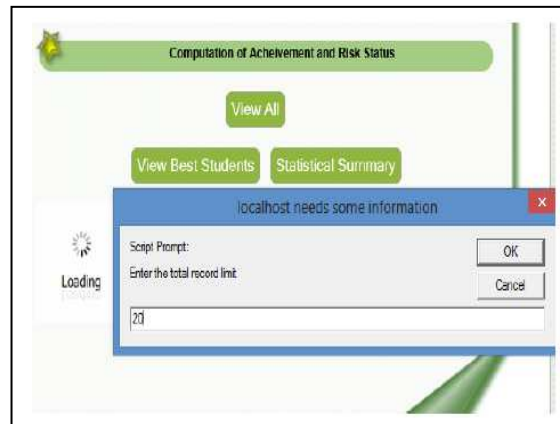 Computation of Acheivement and Risk Status
View All
View Best Students Statistical Summary
localhost needs some information
x
Script Prompt:
OK
Enter the total record limit
Cancel
Loading
20